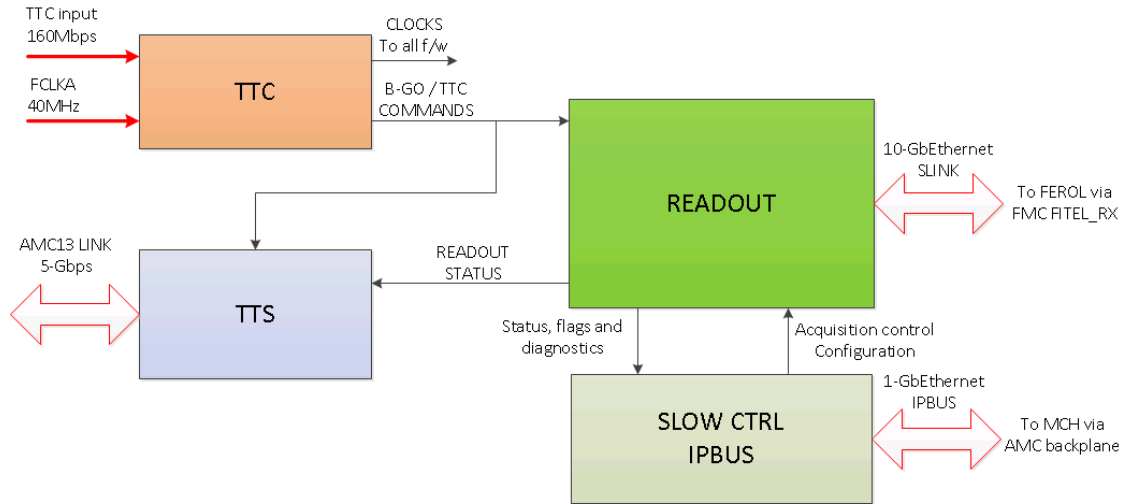 TTC input
160Mbps
FCLKA
40MHz
TTC
CLOCKS
To all f/w
B-GO / TTC
COMMANDS
READOUT
10-GbEthernet
SLINK
To FEROL via
FMC FITEL_RX
AMC13 LINK
5-Gbps
TTS
READOUT
STATUS
Status, flags and
diagnostics
Acquisition control
Configuration
SLOW CTRL
IPBUS
1-GbEthernet
IPBUS
To MCH via
AMC backplane